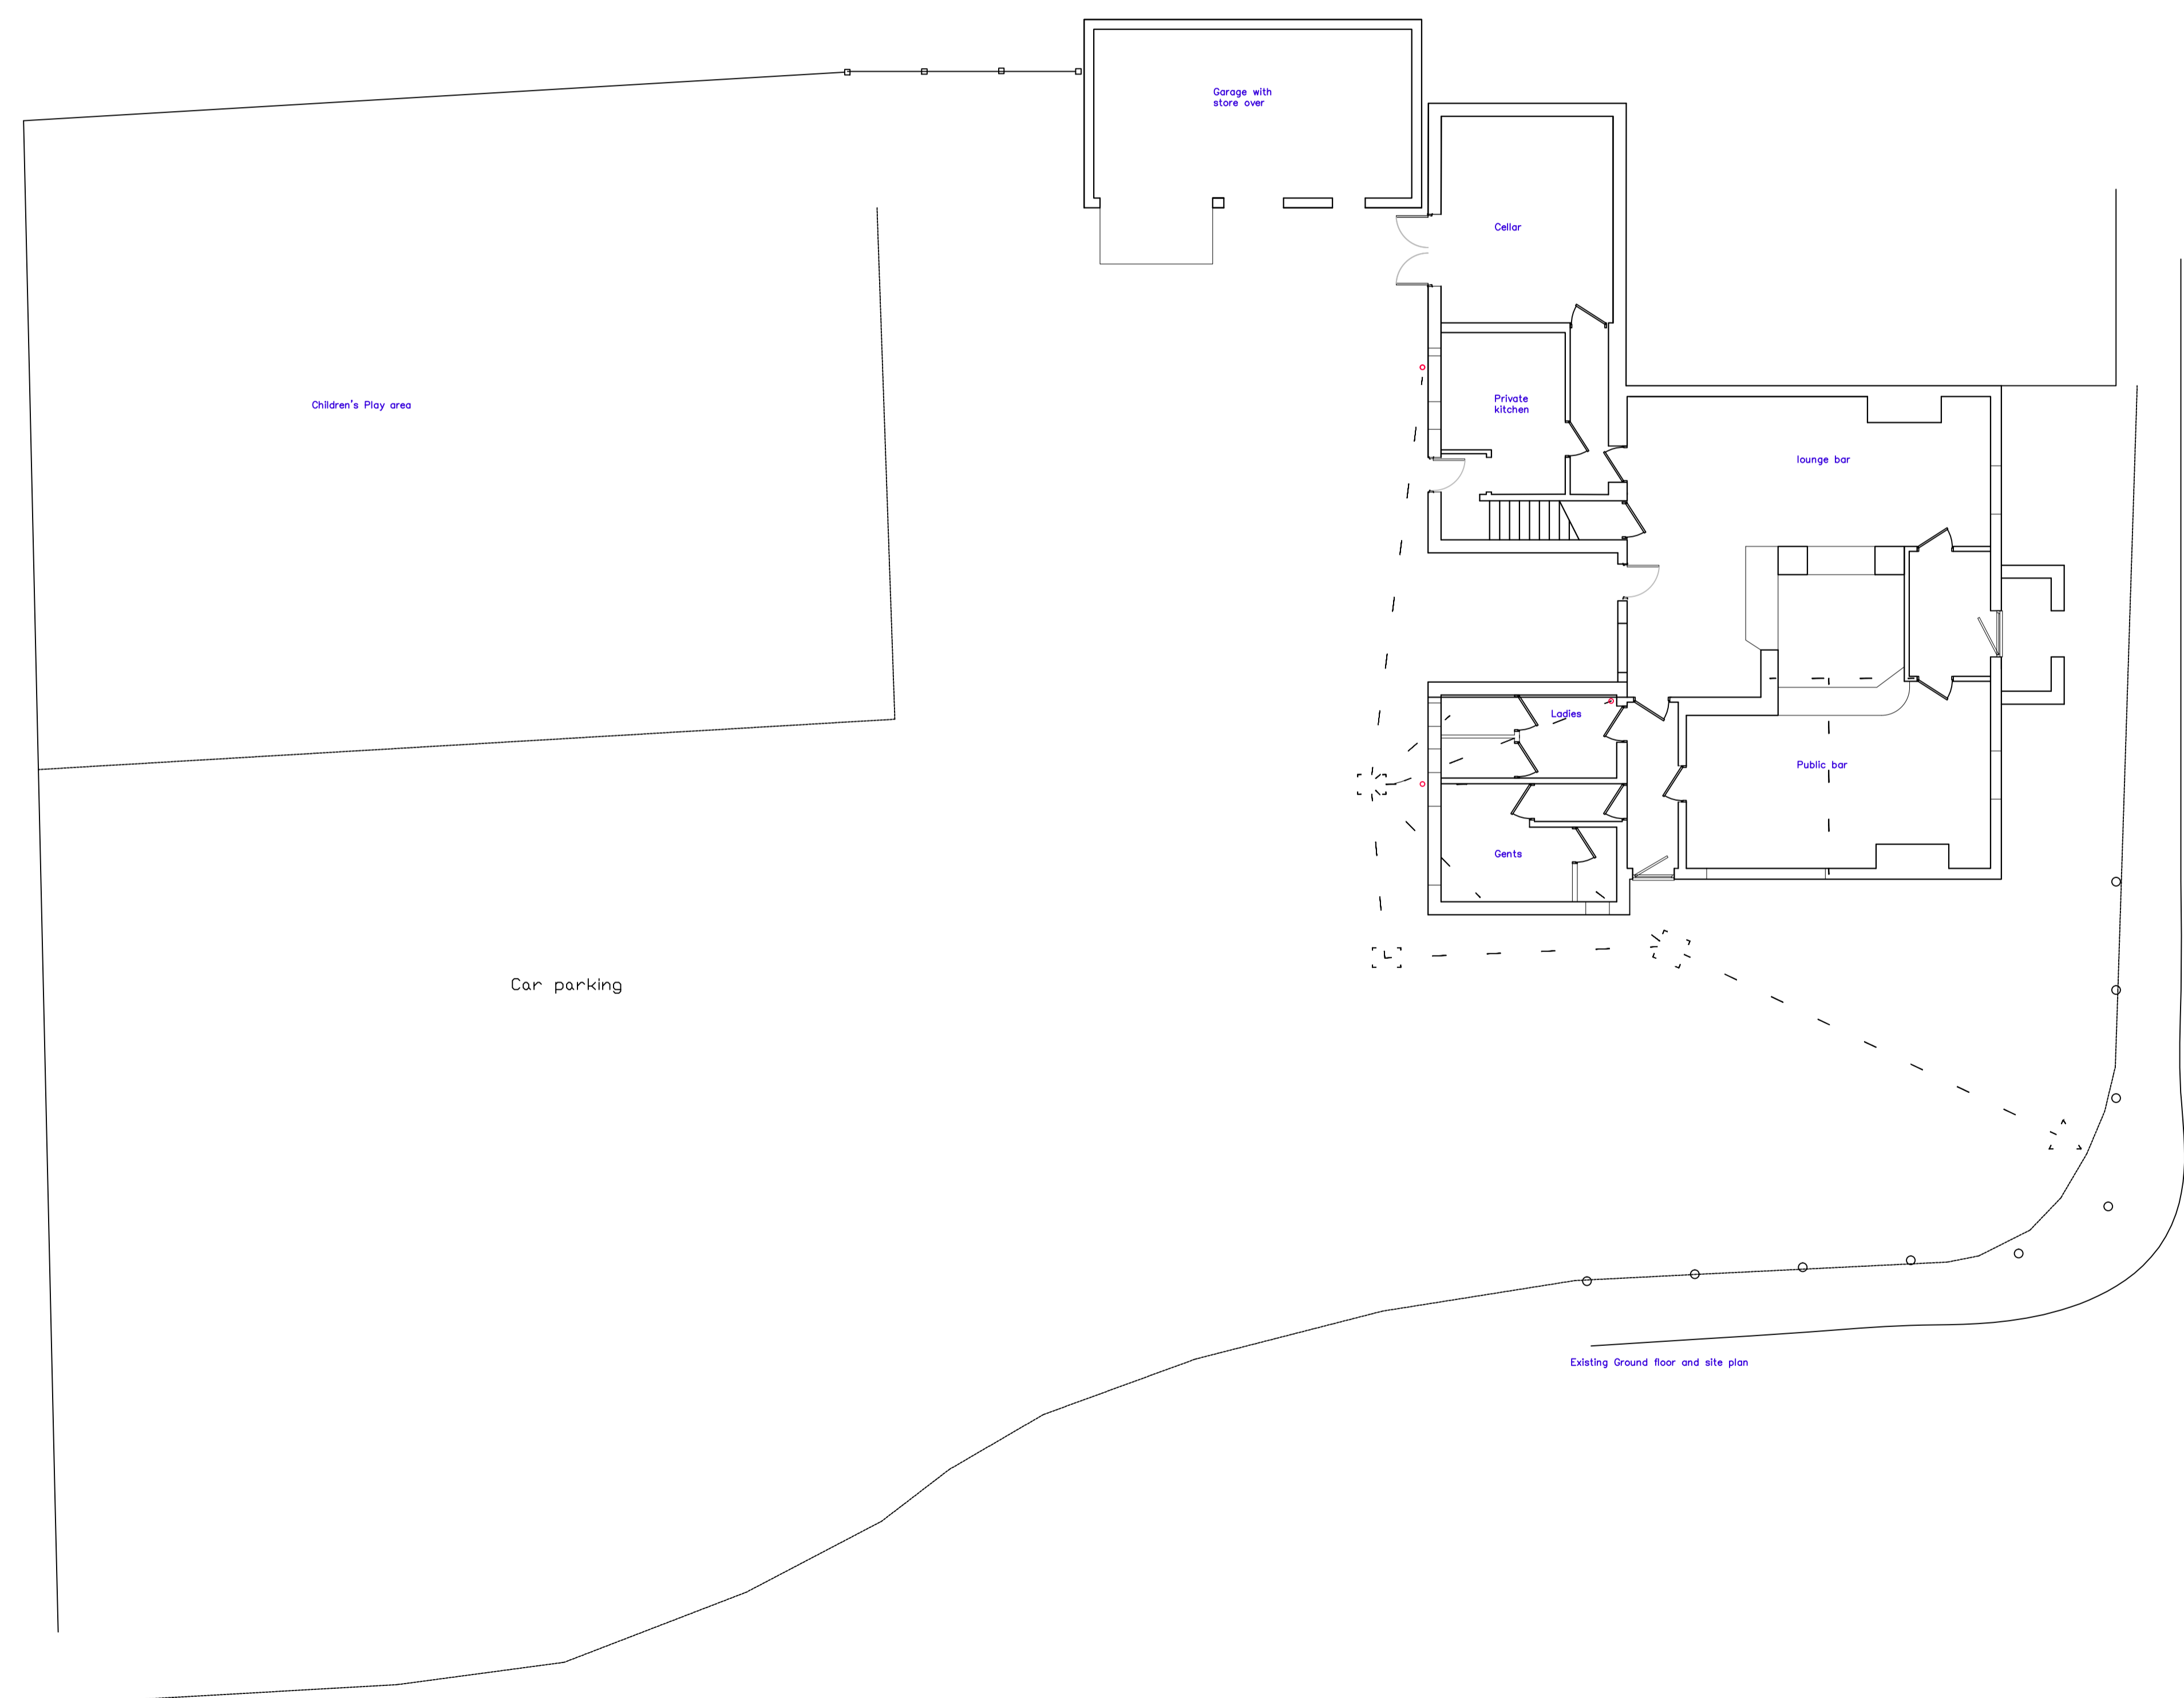 Garage with
store over
Cellar
Children's Play area
Private
kitchen
lounge bar
Ladies
Public bar
Gents
Car parking
Existing Ground floor and site plan